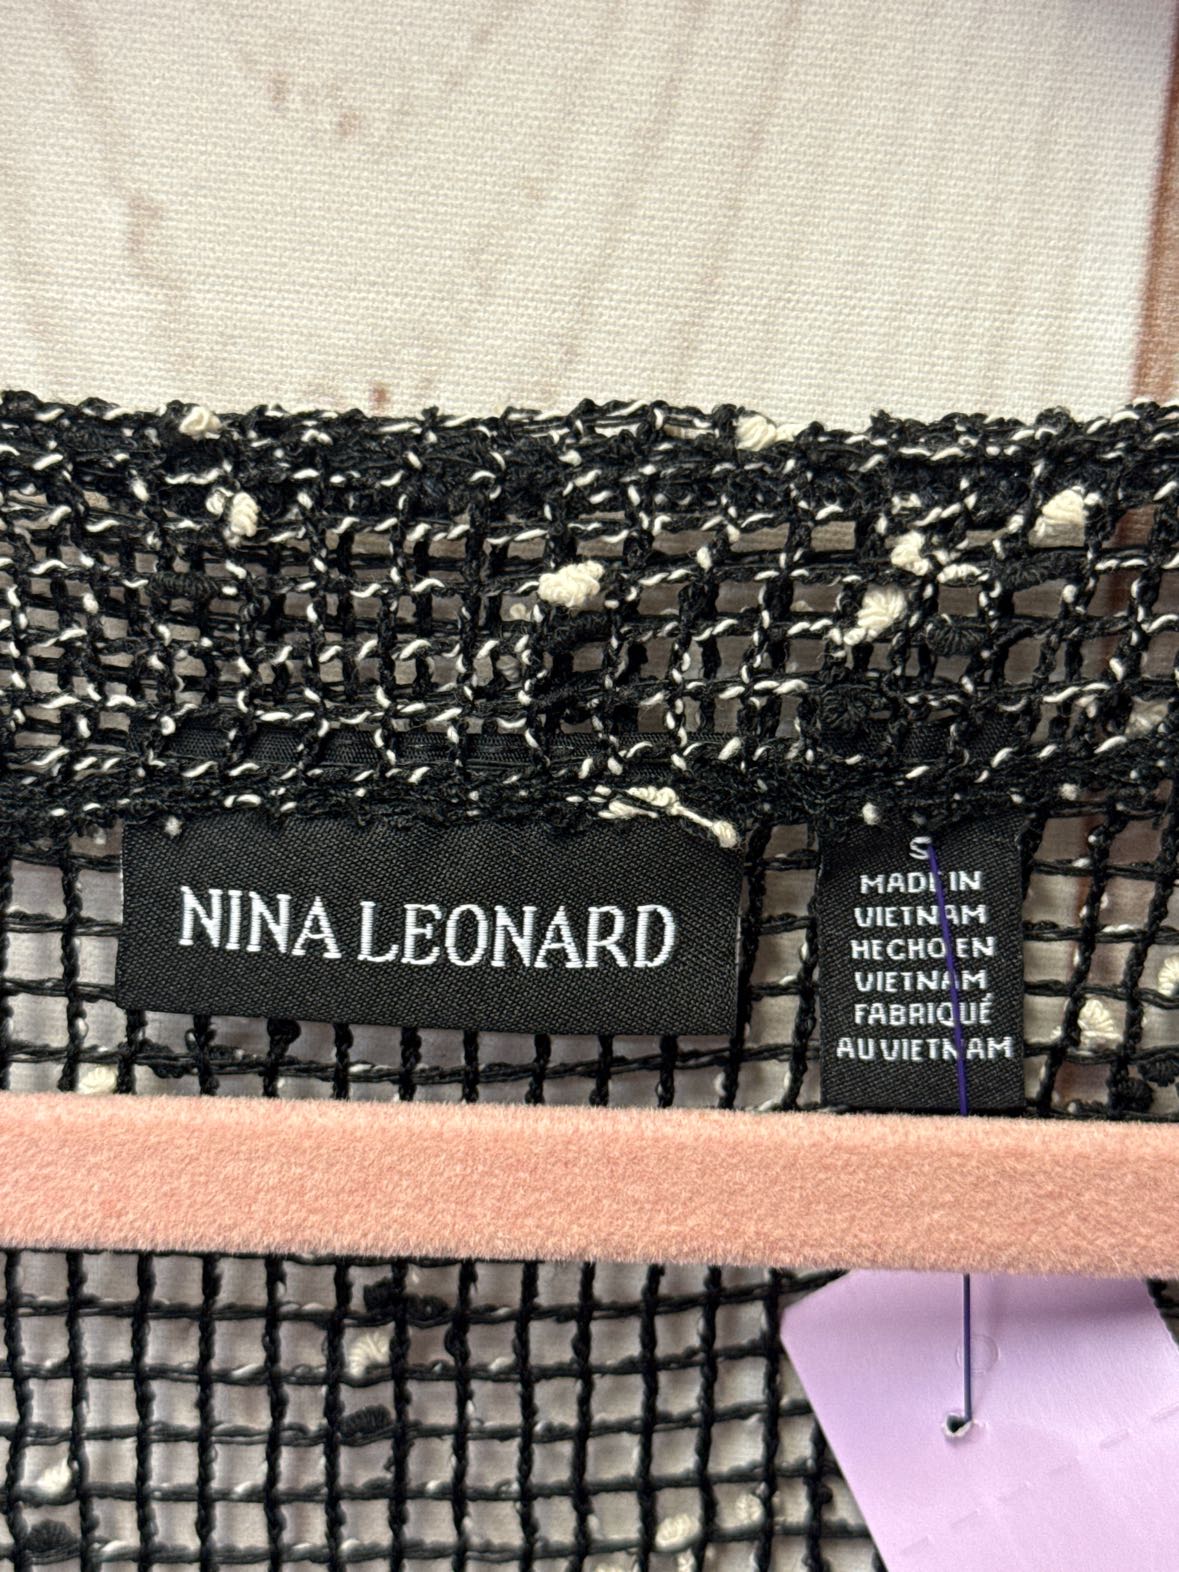 NINA LEONARD
S
MADE IN
VIETNAM
HECHO EN
VIETNAM
FABRIQUÉ
AU VIETNAM